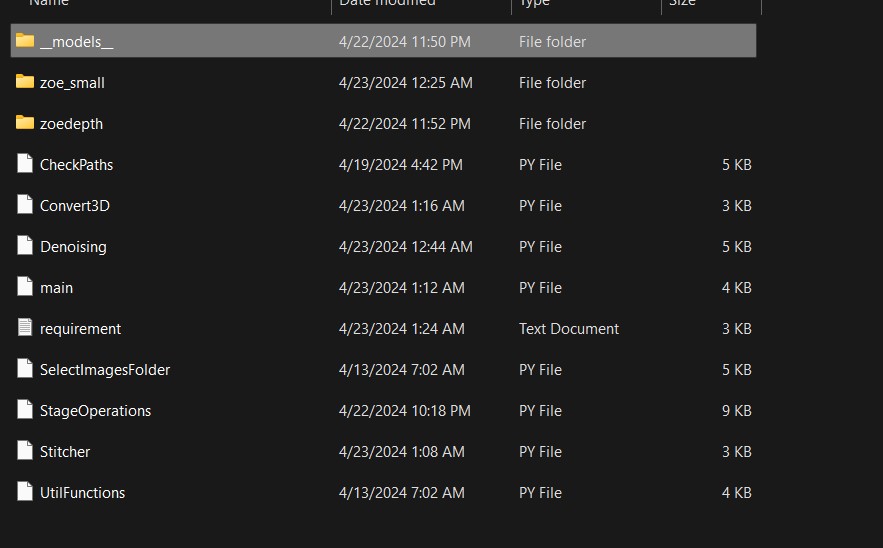 Name Date modified Type Size
__models__ 4/22/2024 11:50 PM File folder
zoe_small 4/23/2024 12:25 AM File folder
zoedepth 4/22/2024 11:52 PM File folder
CheckPaths 4/19/2024 4:42 PM PY File 5 KB
Convert3D 4/23/2024 1:16 AM PY File 3 KB
Denoising 4/23/2024 12:44 AM PY File 5 KB
main 4/23/2024 1:12 AM PY File 4 KB
requirement 4/23/2024 1:24 AM Text Document 3 KB
SelectImagesFolder 4/13/2024 7:02 AM PY File 5 KB
StageOperations 4/22/2024 10:18 PM PY File 9 KB
Stitcher 4/23/2024 1:08 AM PY File 3 KB
UtilFunctions 4/13/2024 7:02 AM PY File 4 KB